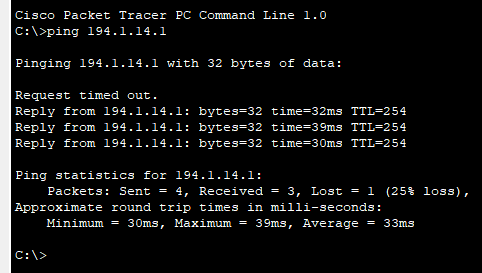 Cisco Packet Tracer PC Command Line 1.0
C:\>ping 194.1.14.1
Pinging 194.1.14.1 with 32 bytes of data:
Request timed out.
Reply from 194.1.14.1: bytes=32 time=32ms TTL=254
Reply from 194.1.14.1: bytes=32 time=39ms TTL=254
Reply from 194.1.14.1: bytes=32 time=30ms TTL=254
Ping statistics for 194.1.14.1:
    Packets: Sent = 4, Received = 3, Lost = 1 (25% loss),
Approximate round trip times in milli-seconds:
    Minimum = 30ms, Maximum = 39ms, Average = 33ms
C:\>